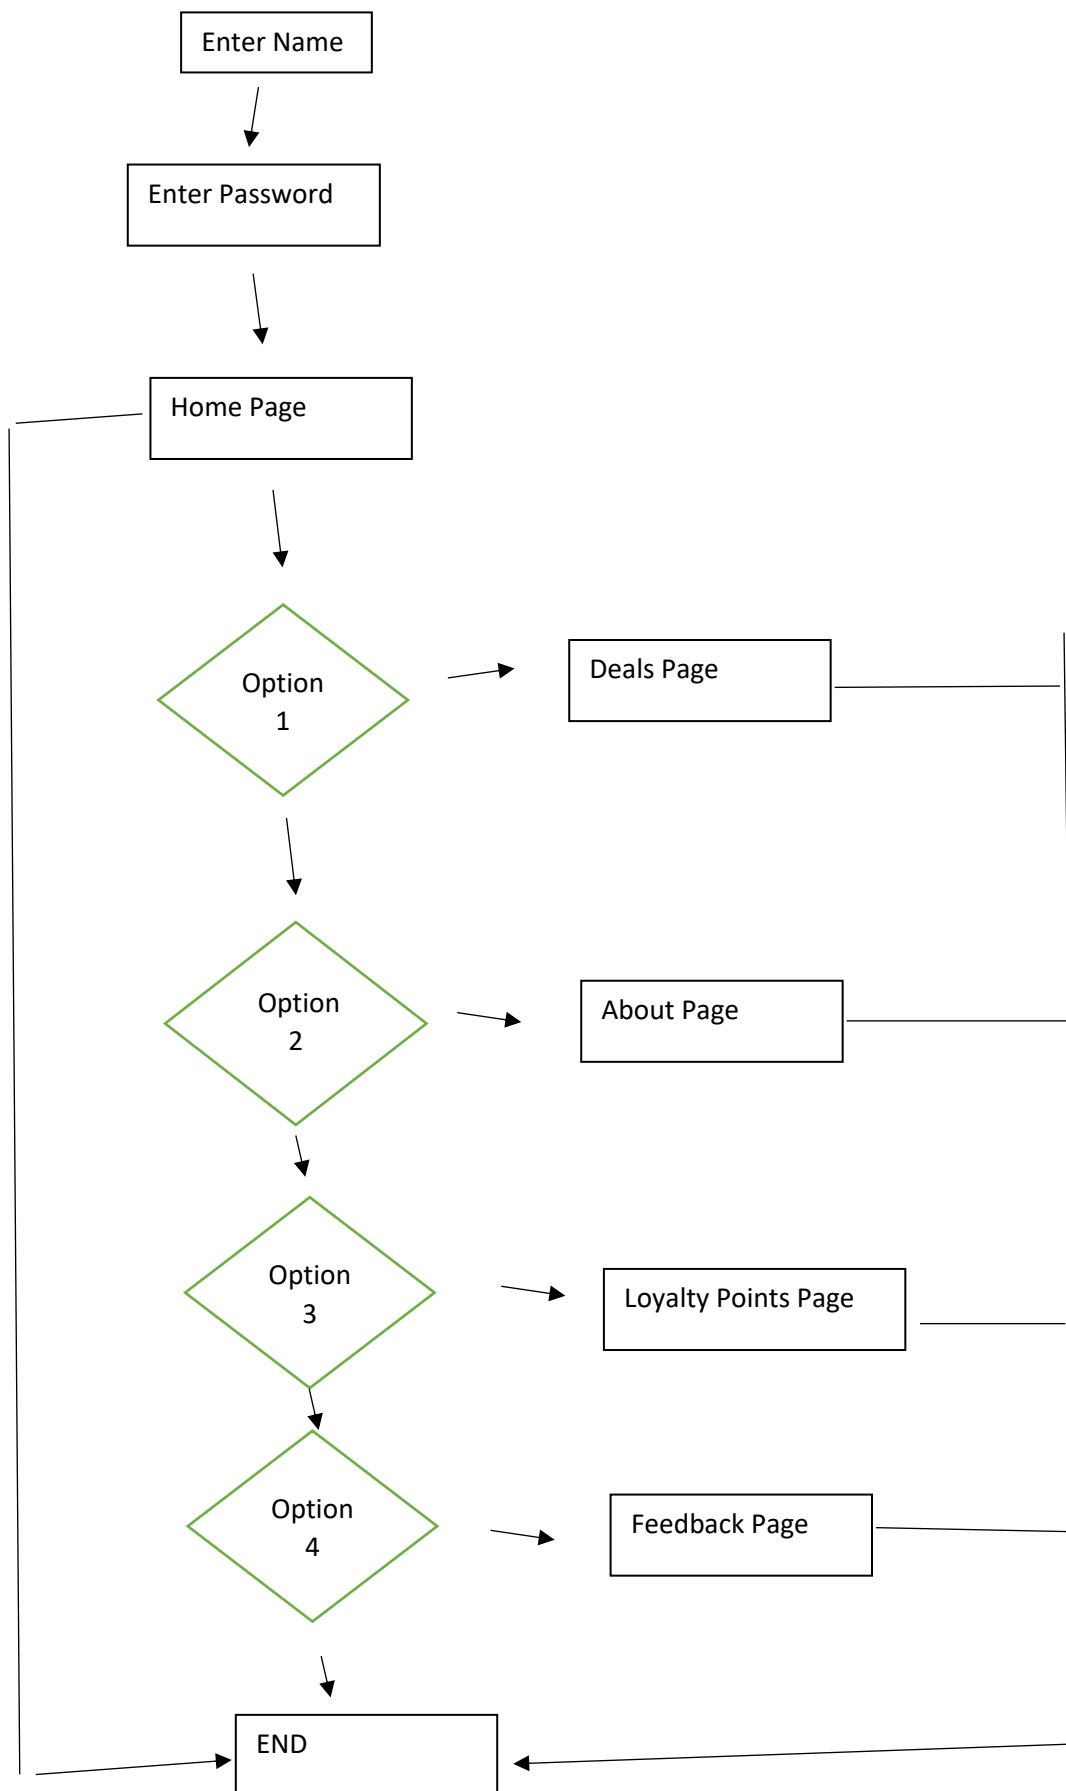 Enter Name
Enter Password
Home Page
Option
1
Deals Page
Option
2
About Page
Option
3
Loyalty Points Page
Option
4
Feedback Page
END